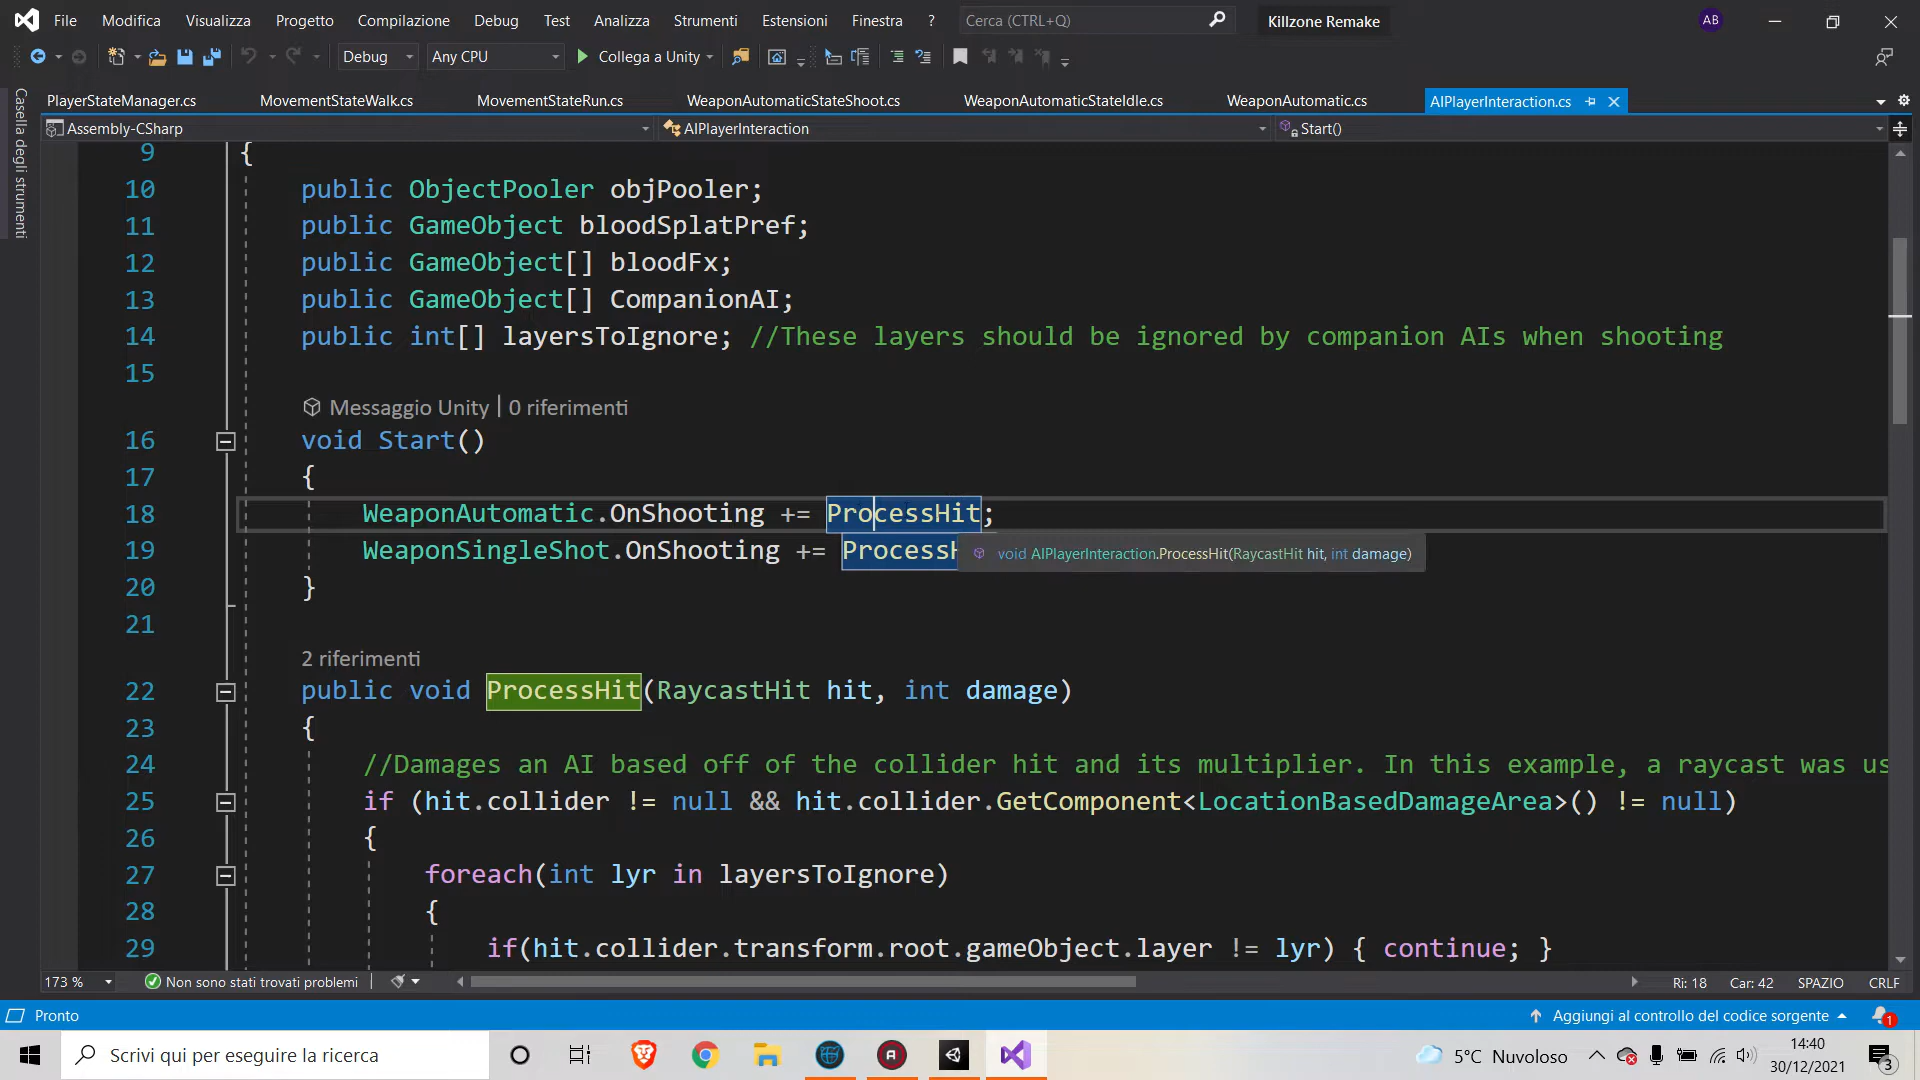 File Modifica Visualizza Progetto Compilazione Debug Test Analizza Strumenti Estensioni Finestra ? Cerca (CTRL+Q) Killzone Remake AB
Debug Any CPU Collega a Unity
PlayerStateManager.cs MovementStateWalk.cs MovementStateRun.cs WeaponAutomaticStateShoot.cs WeaponAutomaticStateIdle.cs WeaponAutomatic.cs AIPlayerInteraction.cs
Casella degli strumenti
Assembly-CSharp AIPlayerInteraction Start()
9 {
10 public ObjectPooler objPooler;
11 public GameObject bloodSplatPref;
12 public GameObject[] bloodFx;
13 public GameObject[] CompanionAI;
14 public int[] layersToIgnore; //These layers should be ignored by companion AIs when shooting
15
Messaggio Unity | 0 riferimenti
16 void Start()
17 {
18 WeaponAutomatic.OnShooting += ProcessHit;
19 WeaponSingleShot.OnShooting += ProcessH
void AIPlayerInteraction.ProcessHit(RaycastHit hit, int damage)
20 }
21
2 riferimenti
22 public void ProcessHit(RaycastHit hit, int damage)
23 {
24 //Damages an AI based off of the collider hit and its multiplier. In this example, a raycast was us
25 if (hit.collider != null && hit.collider.GetComponent<LocationBasedDamageArea>() != null)
26 {
27 foreach(int lyr in layersToIgnore)
28 {
29 if(hit.collider.transform.root.gameObject.layer != lyr) { continue; }
173 % Non sono stati trovati problemi Ri: 18 Car: 42 SPAZIO CRLF
Pronto Aggiungi al controllo del codice sorgente 1
Scrivi qui per eseguire la ricerca 5°C Nuvoloso 14:40
30/12/2021 3